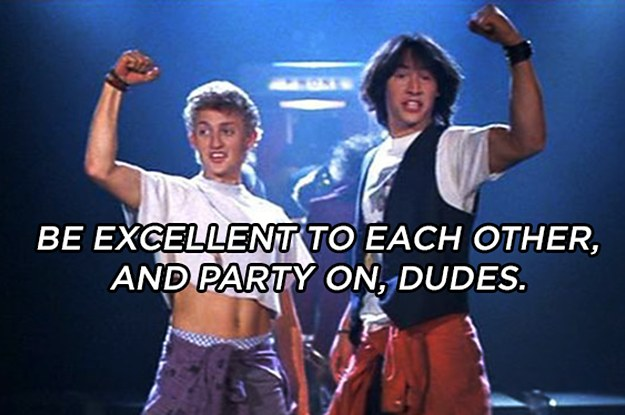 BE EXCELLENT TO EACH OTHER,
AND PARTY ON, DUDES.